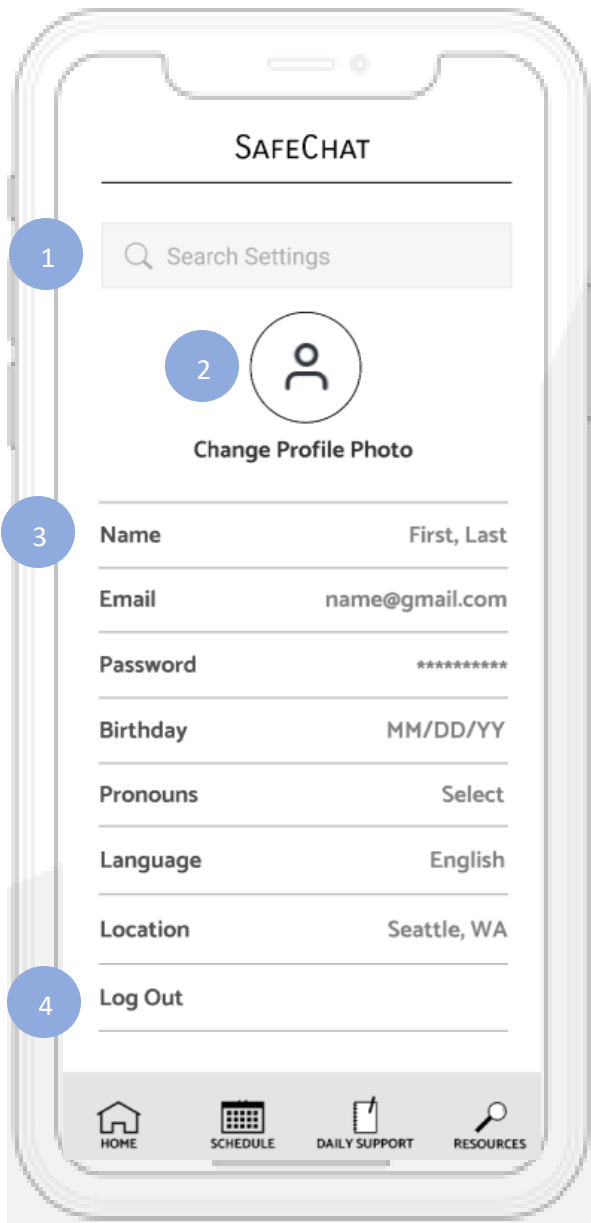 SAFECHAT
1
Search Settings
2
Change Profile Photo
3
Name First, Last
Email name@gmail.com
Password **********
Birthday MM/DD/YY
Pronouns Select
Language English
Location Seattle, WA
4
Log Out
HOME SCHEDULE DAILY SUPPORT RESOURCES